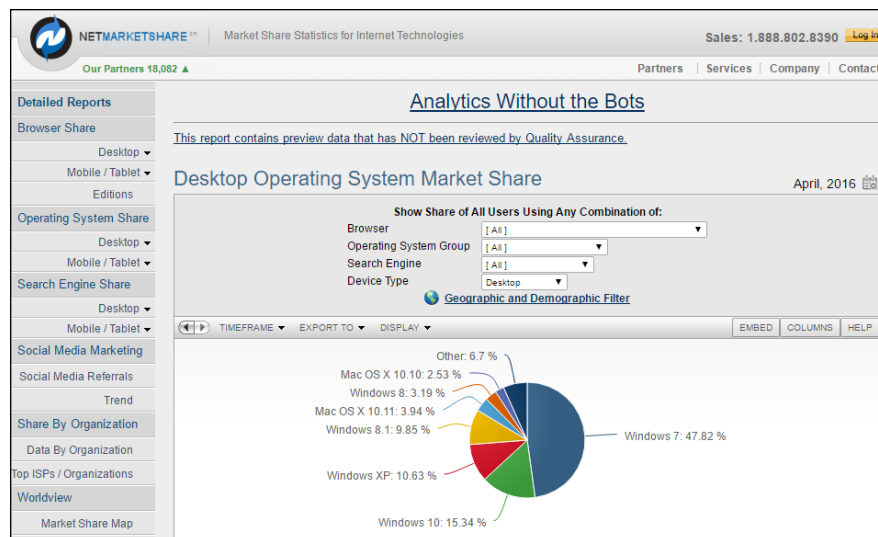 NETMARKETSHARE™
Market Share Statistics for Internet Technologies
Sales: 1.888.802.8390
Log In
Our Partners 18,082 ▲
Partners
Services
Company
Contact
Detailed Reports
Browser Share
Desktop
Mobile / Tablet
Editions
Operating System Share
Desktop
Mobile / Tablet
Search Engine Share
Desktop
Mobile / Tablet
Social Media Marketing
Social Media Referrals
Trend
Share By Organization
Data By Organization
Top ISPs / Organizations
Worldview
Market Share Map
Analytics Without the Bots
This report contains preview data that has NOT been reviewed by Quality Assurance.
Desktop Operating System Market Share
April, 2016
Show Share of All Users Using Any Combination of:
Browser [ All ]
Operating System Group [ All ]
Search Engine [ All ]
Device Type Desktop
Geographic and Demographic Filter
TIMEFRAME
EXPORT TO
DISPLAY
EMBED
COLUMNS
HELP
Other: 6.7 %
Mac OS X 10.10: 2.53 %
Windows 8: 3.19 %
Mac OS X 10.11: 3.94 %
Windows 8.1: 9.85 %
Windows 7: 47.82 %
Windows XP: 10.63 %
Windows 10: 15.34 %